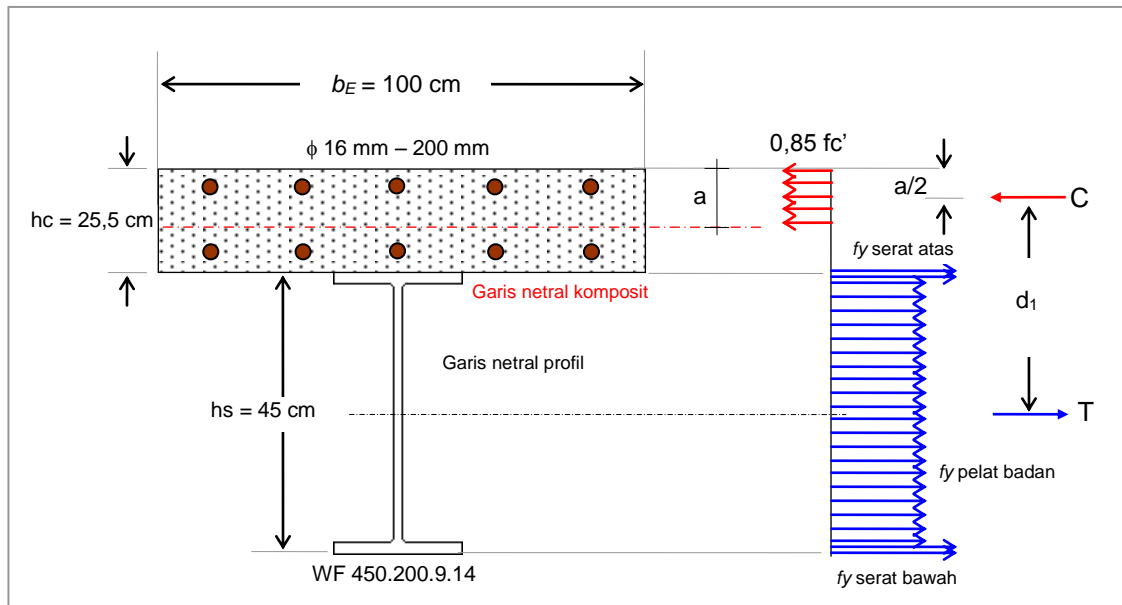 b_E = 100 cm
ϕ 16 mm – 200 mm
0,85 fc'
a
a/2
C
hc = 25,5 cm
fy serat atas
Garis netral komposit
d₁
Garis netral profil
hs = 45 cm
T
fy pelat badan
WF 450.200.9.14
fy serat bawah